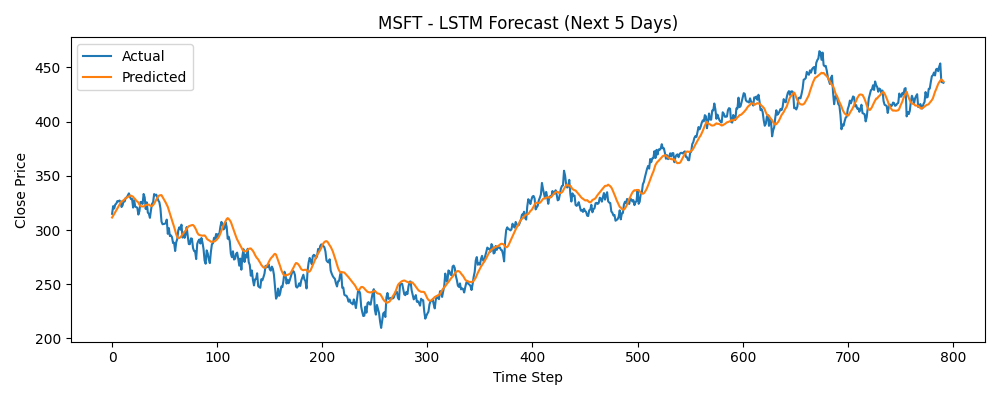 MSFT - LSTM Forecast (Next 5 Days)
Actual
Predicted
Close Price
450
400
350
300
250
200
0 100 200 300 400 500 600 700 800
Time Step